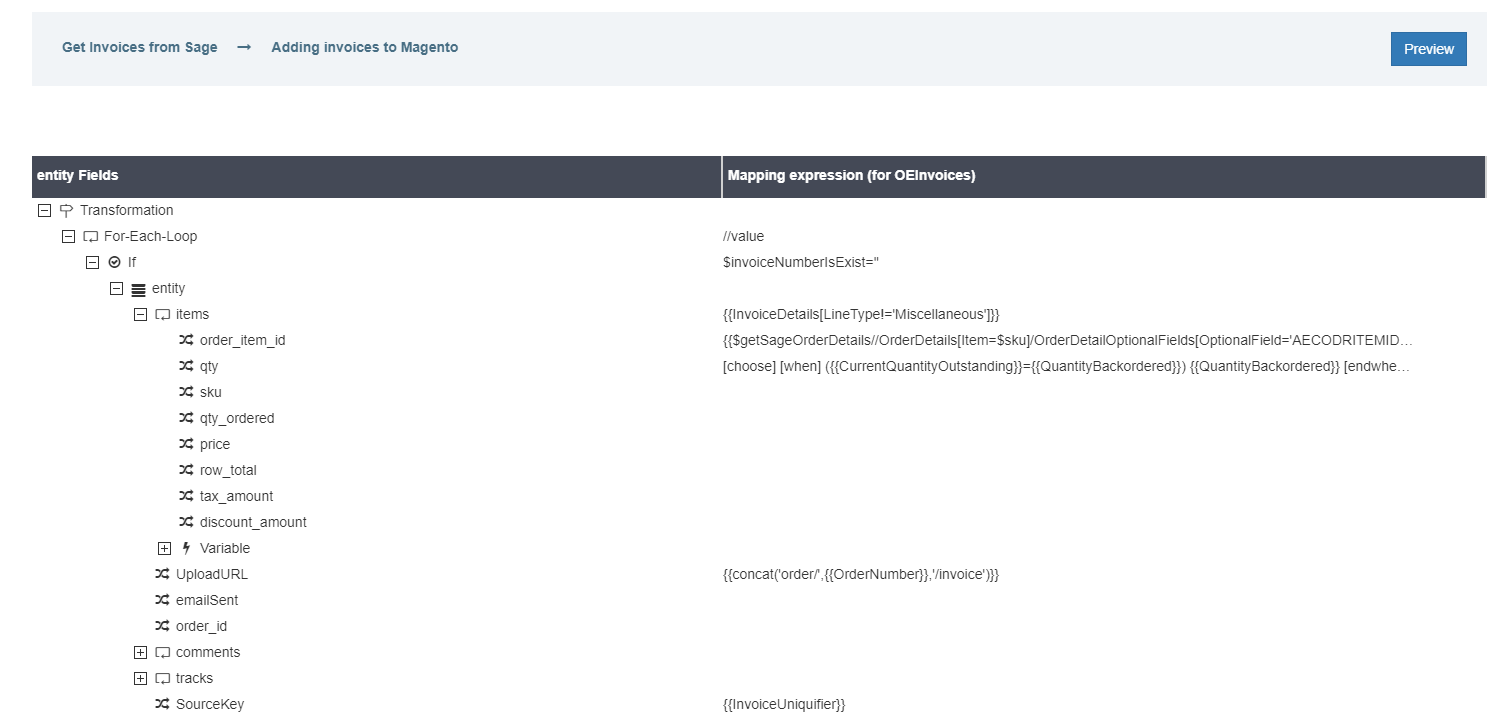 Get Invoices from Sage → Adding invoices to Magento
Preview
entity Fields Mapping expression (for OEInvoices)
Transformation
For-Each-Loop //value
If $invoiceNumberIsExist=''
entity
items {{InvoiceDetails[LineType!='Miscellaneous']}}
order_item_id {{$getSageOrderDetails//OrderDetails[Item=$sku]/OrderDetailOptionalFields[OptionalField='AECODRITEMID…
qty [choose] [when] ({{CurrentQuantityOutstanding}}={{QuantityBackordered}}) {{QuantityBackordered}} [endwhe…
sku
qty_ordered
price
row_total
tax_amount
discount_amount
Variable
UploadURL {{concat('order/',{{OrderNumber}},'/invoice')}}
emailSent
order_id
comments
tracks
SourceKey {{InvoiceUniquifier}}